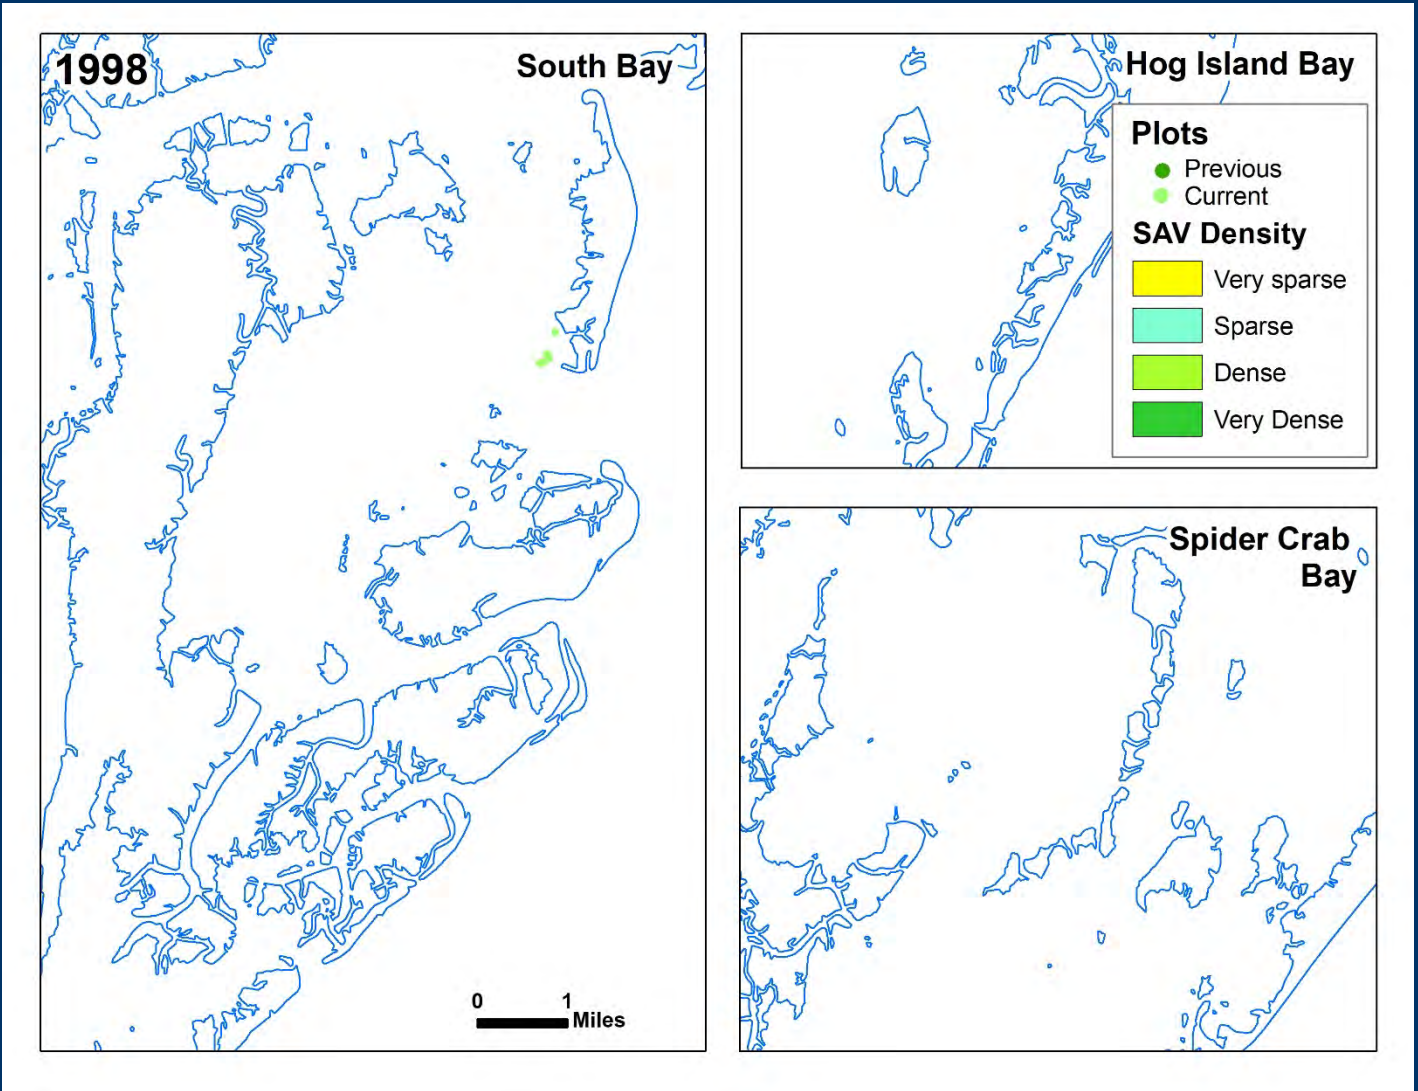 1998
South Bay
0 1
Miles
Hog Island Bay
Plots
Previous
Current
SAV Density
Very sparse
Sparse
Dense
Very Dense
Spider Crab
Bay